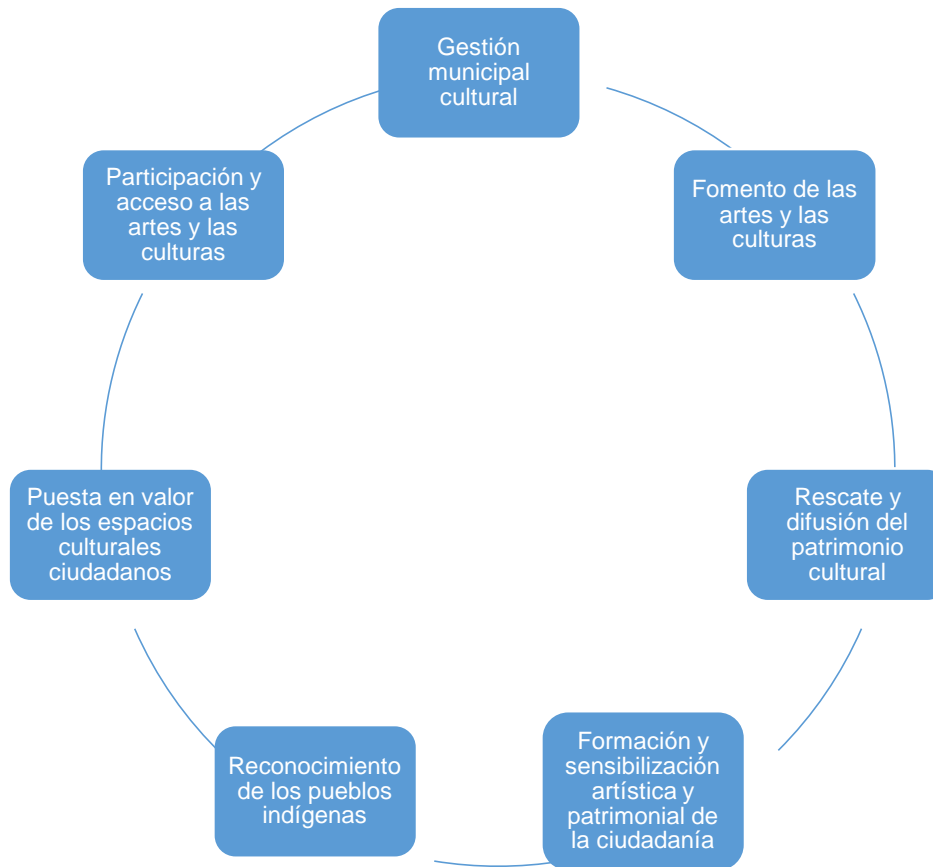 Gestión
municipal
cultural
Fomento de las
artes y las
culturas
Rescate y
difusión del
patrimonio
cultural
Formación y
sensibilización
artística y
patrimonial de
la ciudadanía
Reconocimiento
de los pueblos
indígenas
Puesta en valor
de los espacios
culturales
ciudadanos
Participación y
acceso a las
artes y las
culturas